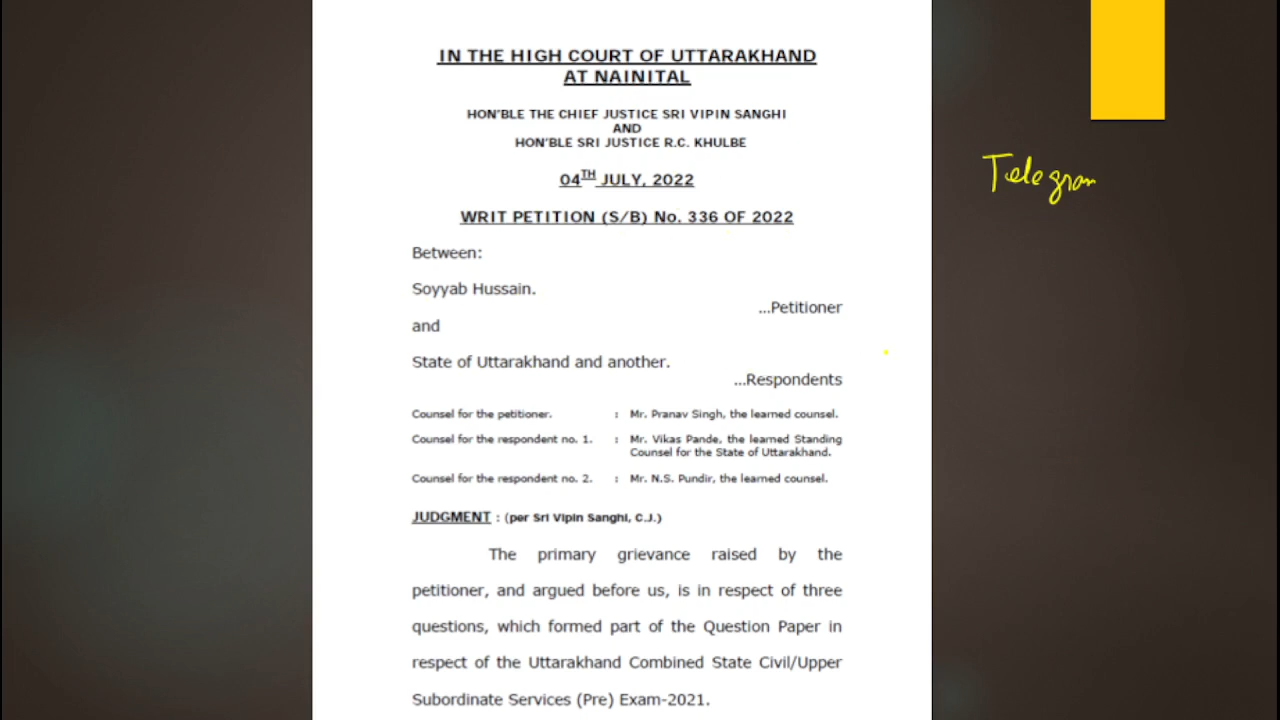 IN THE HIGH COURT OF UTTARAKHAND
AT NAINITAL
HON'BLE THE CHIEF JUSTICE SRI VIPIN SANGHI
AND
HON'BLE SRI JUSTICE R.C. KHULBE
04TH JULY, 2022
WRIT PETITION (S/B) No. 336 OF 2022
Between:
Soyyab Hussain.
...Petitioner
and
State of Uttarakhand and another.
...Respondents
Counsel for the petitioner. : Mr. Pranav Singh, the learned counsel.
Counsel for the respondent no. 1. : Mr. Vikas Pande, the learned Standing
Counsel for the State of Uttarakhand.
Counsel for the respondent no. 2. : Mr. N.S. Pundir, the learned counsel.
JUDGMENT : (per Sri Vipin Sanghi, C.J.)
The primary grievance raised by the
petitioner, and argued before us, is in respect of three
questions, which formed part of the Question Paper in
respect of the Uttarakhand Combined State Civil/Upper
Subordinate Services (Pre) Exam-2021.
Telegram